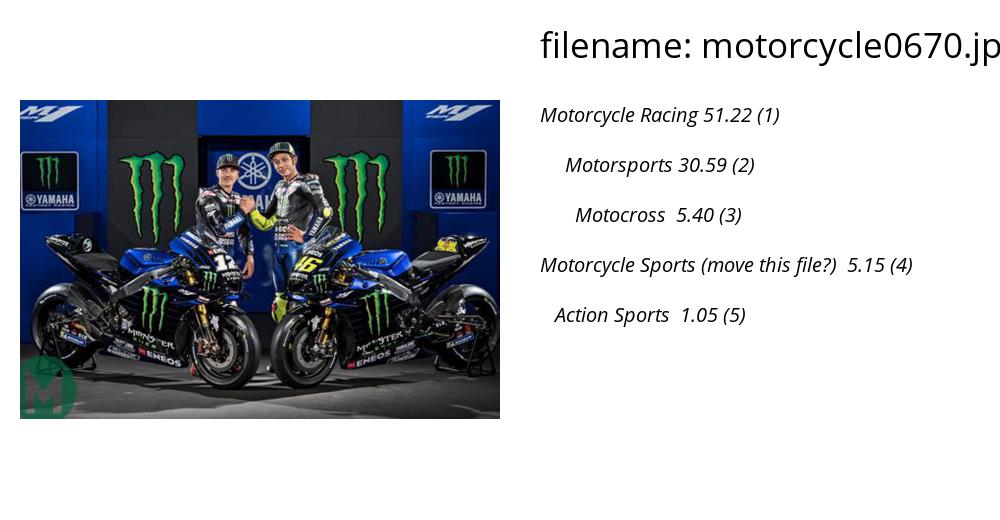 filename: motorcycle0670.jp
Motorcycle Racing 51.22 (1)
Motorsports 30.59 (2)
Motocross 5.40 (3)
Motorcycle Sports (move this file?) 5.15 (4)
Action Sports 1.05 (5)
M1
M1
YAMAHA
YAMAHA
YAMAHA
12
46
MONSTER
MONSTER
ENEOS
ENEOS
M